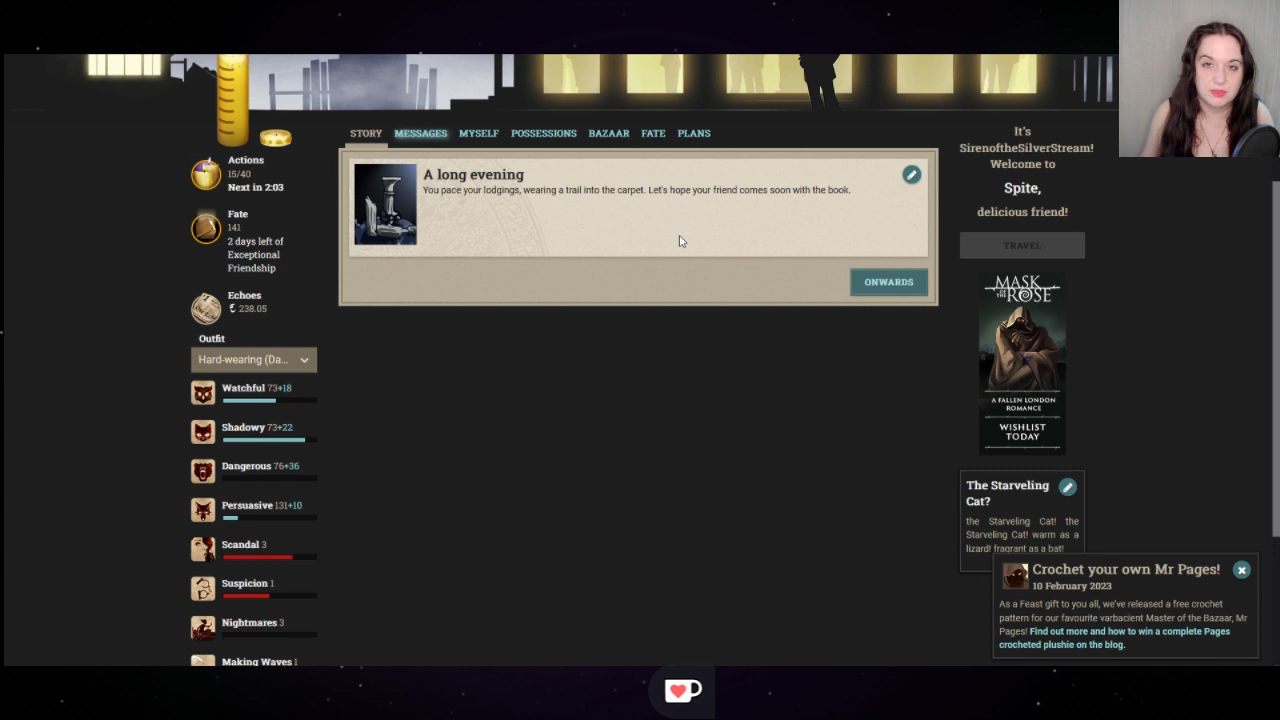 STORY MESSAGES MYSELF POSSESSIONS BAZAAR FATE PLANS
Actions
15/40
Next in 2:03
Fate
141
2 days left of
Exceptional
Friendship
Echoes
238.05
Outfit
Hard-wearing (Da...
Watchful 73+18
Shadowy 73+22
Dangerous 76+36
Persuasive 131+10
Scandal 3
Suspicion 1
Nightmares 3
Making Waves 1
A long evening
You pace your lodgings, wearing a trail into the carpet. Let's hope your friend comes soon with the book.
ONWARDS
It's
SirenoftheSilverStream!
Welcome to
Spite,
delicious friend!
TRAVEL
MASK
OF THE ROSE
A FALLEN LONDON
ROMANCE
WISHLIST
TODAY
The Starveling
Cat?
the Starveling Cat! the
Starveling Cat! warm as a
lizard! fragrant as a bat!
Crochet your own Mr Pages!
10 February 2023
As a Feast gift to you all, we've released a free crochet
pattern for our favourite varbacient Master of the Bazaar, Mr
Pages! Find out more and how to win a complete Pages
crocheted plushie on the blog.